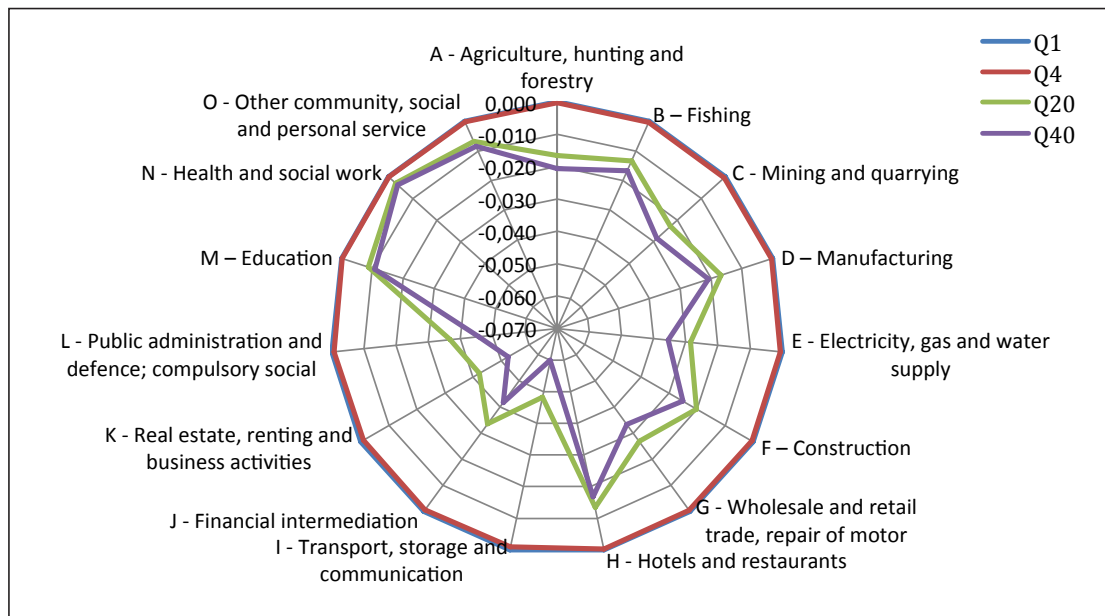 A - Agriculture, hunting and
forestry
B – Fishing
C - Mining and quarrying
D – Manufacturing
E - Electricity, gas and water
supply
F – Construction
G - Wholesale and retail
trade, repair of motor
H - Hotels and restaurants
I - Transport, storage and
communication
J - Financial intermediation
K - Real estate, renting and
business activities
L - Public administration and
defence; compulsory social
M – Education
N - Health and social work
O - Other community, social
and personal service
0,000
-0,010
-0,020
-0,030
-0,040
-0,050
-0,060
-0,070
Q1
Q4
Q20
Q40